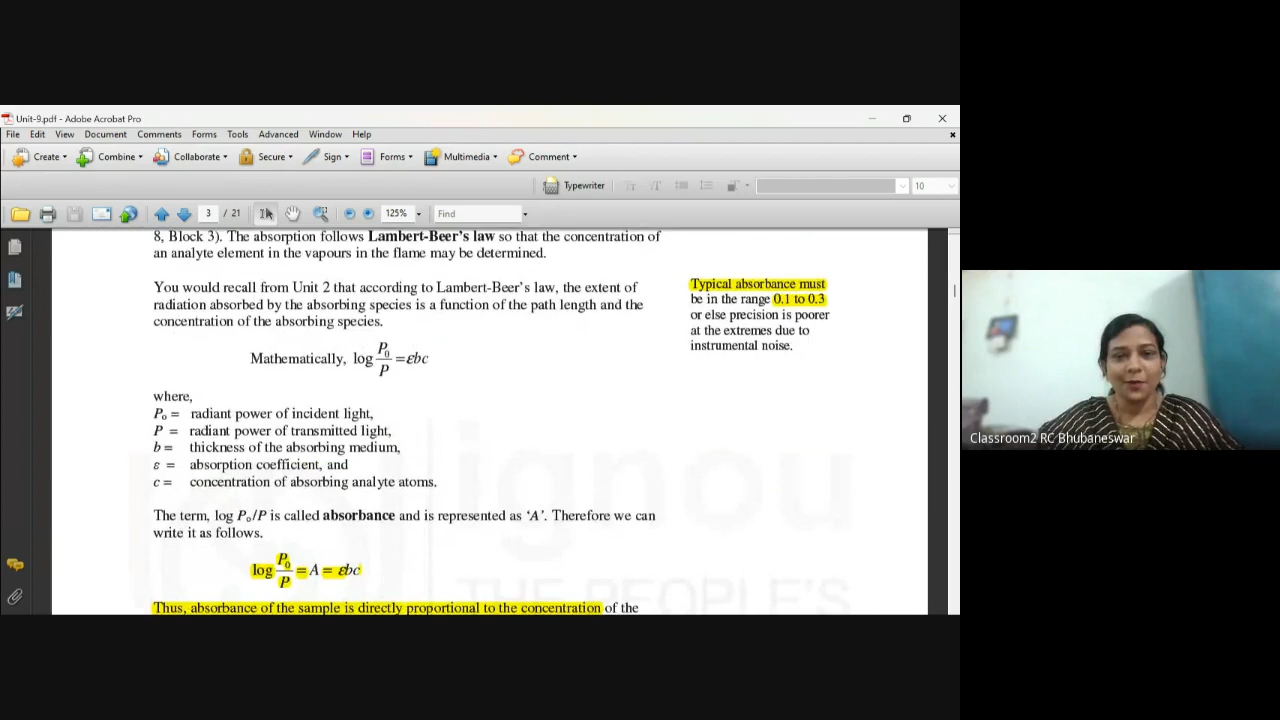 Unit-9.pdf - Adobe Acrobat Pro
File Edit View Document Comments Forms Tools Advanced Window Help
Create Combine Collaborate Secure Sign Forms Multimedia Comment
Typewriter 10
3 / 21 125% Find
8, Block 3). The absorption follows Lambert-Beer's law so that the concentration of
an analyte element in the vapours in the flame may be determined.
You would recall from Unit 2 that according to Lambert-Beer's law, the extent of
radiation absorbed by the absorbing species is a function of the path length and the
concentration of the absorbing species.
Mathematically, log P₀/P = εbc
where,
Pₒ = radiant power of incident light,
P = radiant power of transmitted light,
b = thickness of the absorbing medium,
ε = absorption coefficient, and
c = concentration of absorbing analyte atoms.
The term, log Pₒ/P is called absorbance and is represented as 'A'. Therefore we can
write it as follows.
log P₀/P = A = εbc
Thus, absorbance of the sample is directly proportional to the concentration of the
Typical absorbance must
be in the range 0.1 to 0.3
or else precision is poorer
at the extremes due to
instrumental noise.
ignou
THE PEOPLE'S
Classroom2 RC Bhubaneswar